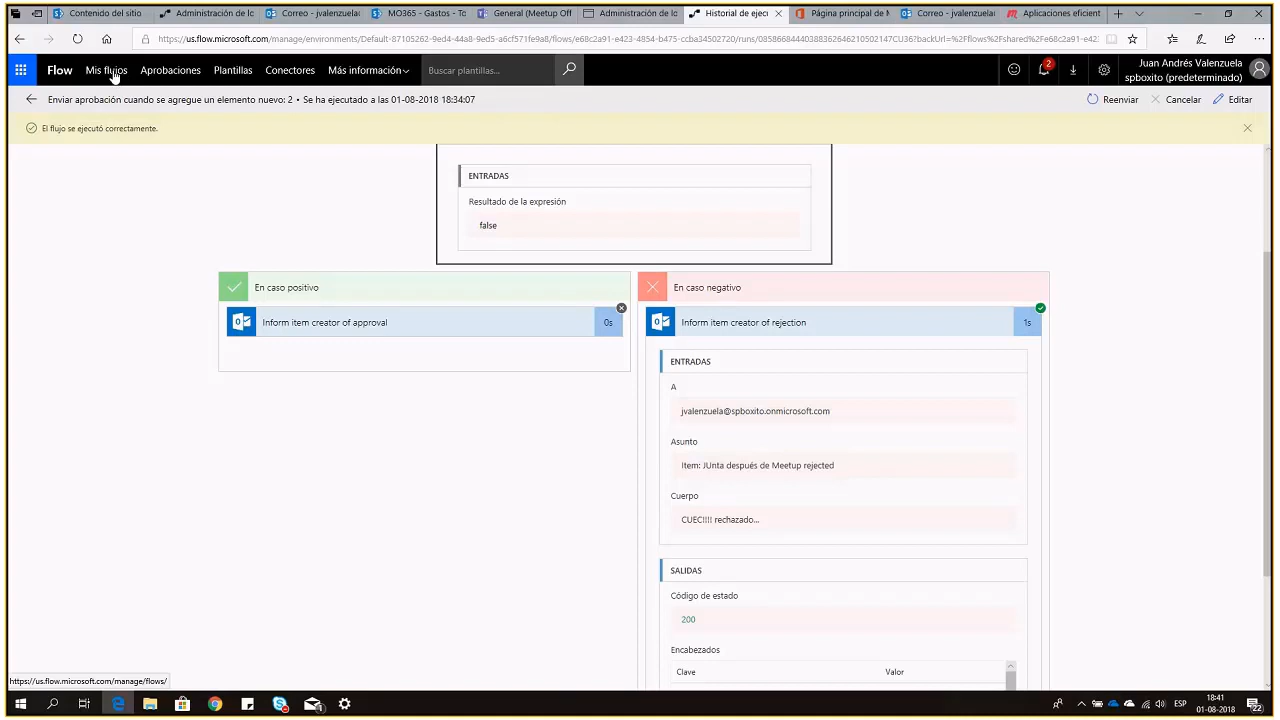 Contenido del sitio
Administración de lo
Correo - jvalenzuela
MO365 - Gastos - To
General (Meetup Off
Administración de lo
Historial de ejec
Página principal de M
Correo - jvalenzuela
Aplicaciones eficient
Flow
Mis flujos
Aprobaciones
Plantillas
Conectores
Más información
Buscar plantillas...
2
Juan Andrés Valenzuela
spboxito (predeterminado)
Enviar aprobación cuando se agregue un elemento nuevo: 2 • Se ha ejecutado a las 01-08-2018 18:34:07
Reenviar
Cancelar
Editar
El flujo se ejecutó correctamente.
ENTRADAS
Resultado de la expresión
false
En caso positivo
En caso negativo
Inform item creator of approval
0s
Inform item creator of rejection
1s
ENTRADAS
A
jvalenzuela@spboxito.onmicrosoft.com
Asunto
Item: JUnta después de Meetup rejected
Cuerpo
CUEC!!!! rechazado...
SALIDAS
Código de estado
200
Encabezados
Clave
Valor
https://us.flow.microsoft.com/manage/flows/
ESP
18:41
01-08-2018
22